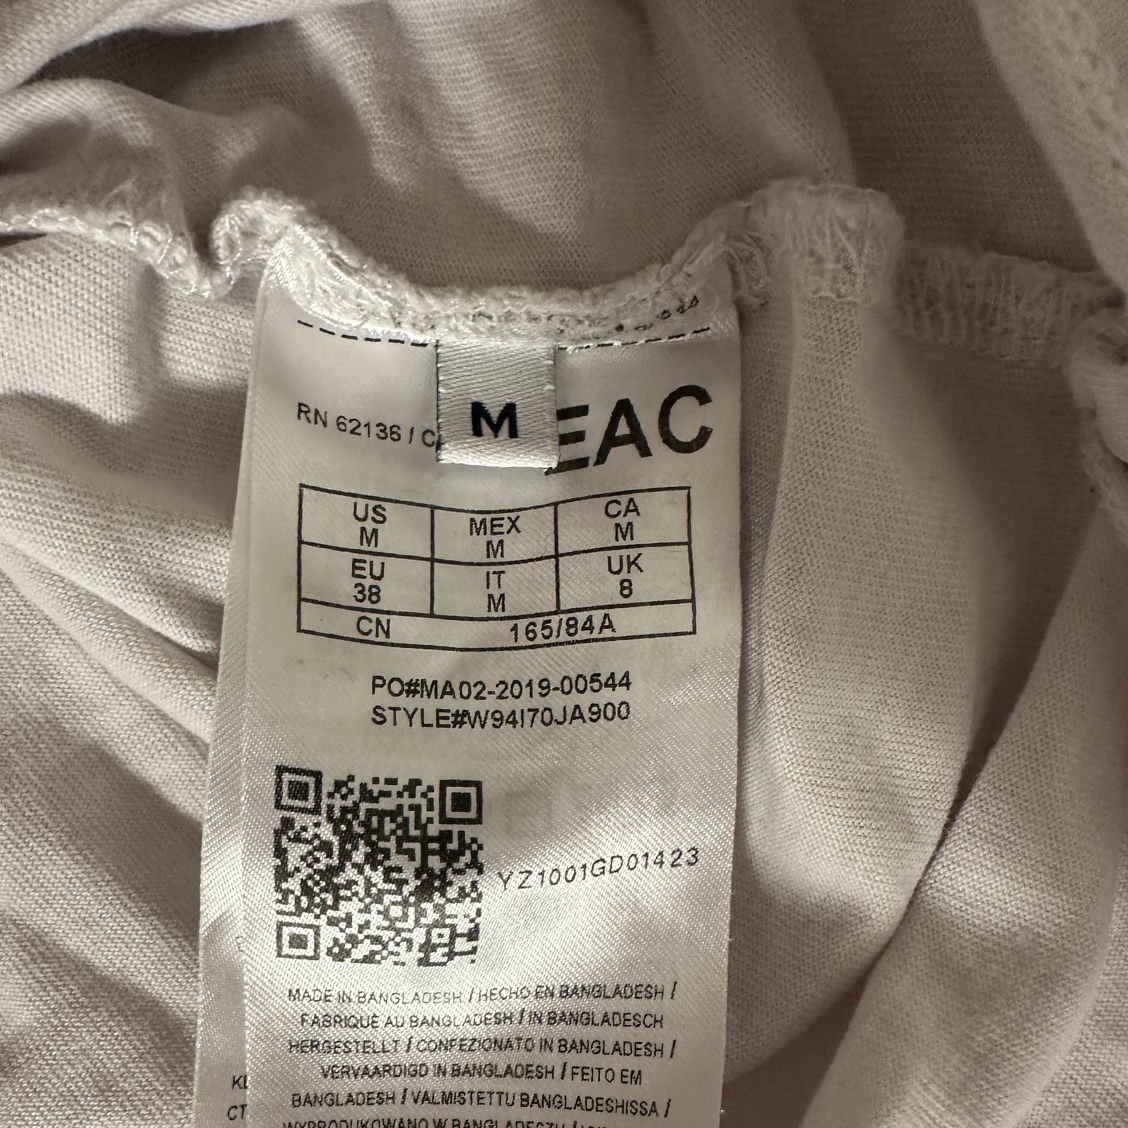 M
RN 62136 / C
EAC
US MEX CA
M M M
EU IT UK
38 M 8
CN 165/84A
PO#MA02-2019-00544
STYLE#W94I70JA900
YZ1001GD01423
MADE IN BANGLADESH / HECHO EN BANGLADESH /
FABRIQUE AU BANGLADESH / IN BANGLADESCH
HERGESTELLT / CONFEZIONATO IN BANGLADESH /
VERVAARDIGD IN BANGLADESH / FEITO EM
BANGLADESH / VALMISTETTU BANGLADESHISSA /
WYPRODUKOWANO W BANGLADESZU /